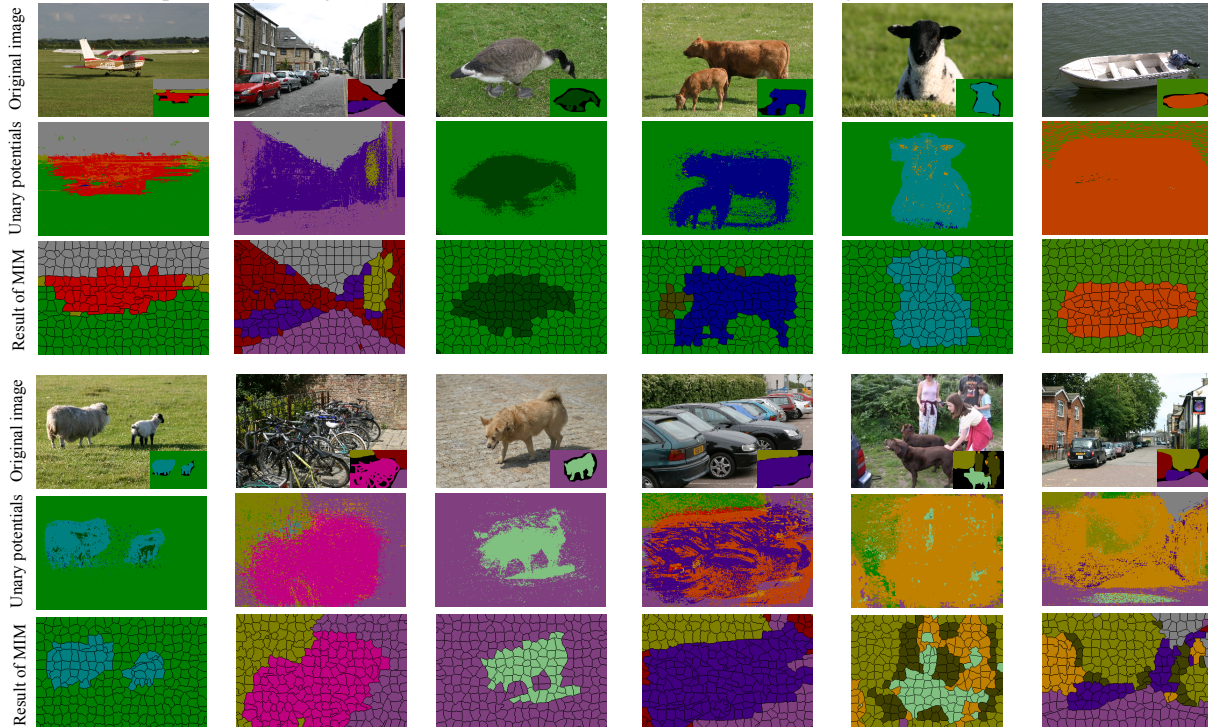 Original image
Unary potentials
Result of MIM
Original image
Unary potentials
Result of MIM